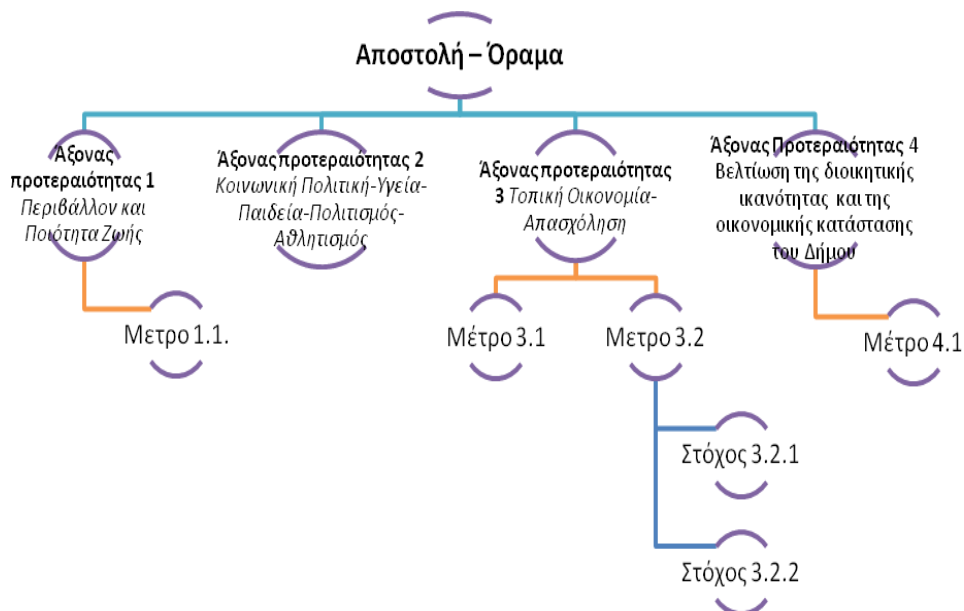 Αποστολή – Όραμα
Άξονας
προτεραιότητας 1
Περιβάλλον και
Ποιότητα Ζωής
Άξονας προτεραιότητας 2
Κοινωνική Πολιτική-Υγεία-
Παιδεία-Πολιτισμός-
Αθλητισμός
Άξονας προτεραιότητας
3 Τοπική Οικονομία-
Απασχόληση
Άξονας Προτεραιότητας 4
Βελτίωση της διοικητικής
ικανότητας και της
οικονομικής κατάστασης
του Δήμου
Μετρο 1.1.
Μέτρο 3.1
Μετρο 3.2
Μέτρο 4.1
Στόχος 3.2.1
Στόχος 3.2.2